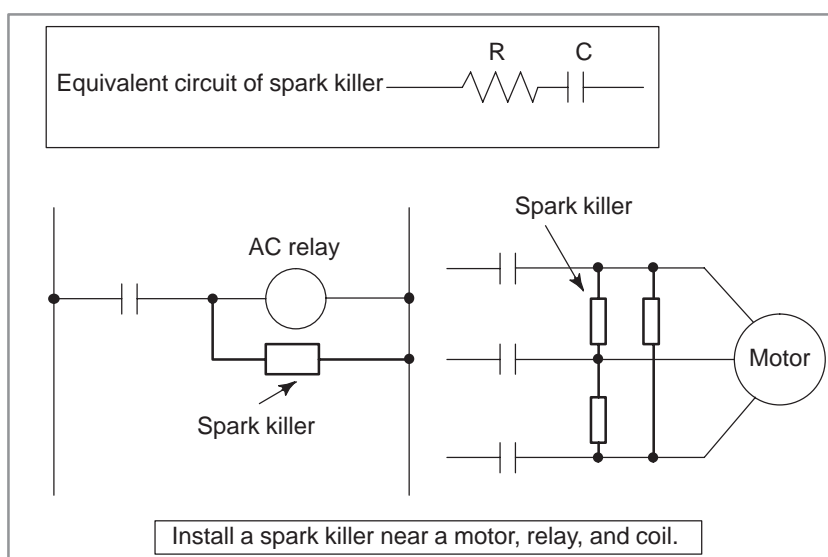 R
C
Equivalent circuit of spark killer
AC relay
Spark killer
Spark killer
Motor
Install a spark killer near a motor, relay, and coil.